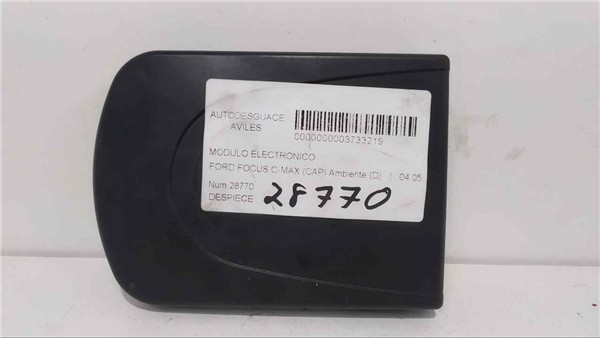 AUTODESGUACE
AVILES
0000000003733219
MODULO ELECTRONICO
FORD FOCUS C-MAX (CAP) Ambiente (D) | 04.05
Num 28770
DESPIECE
28770